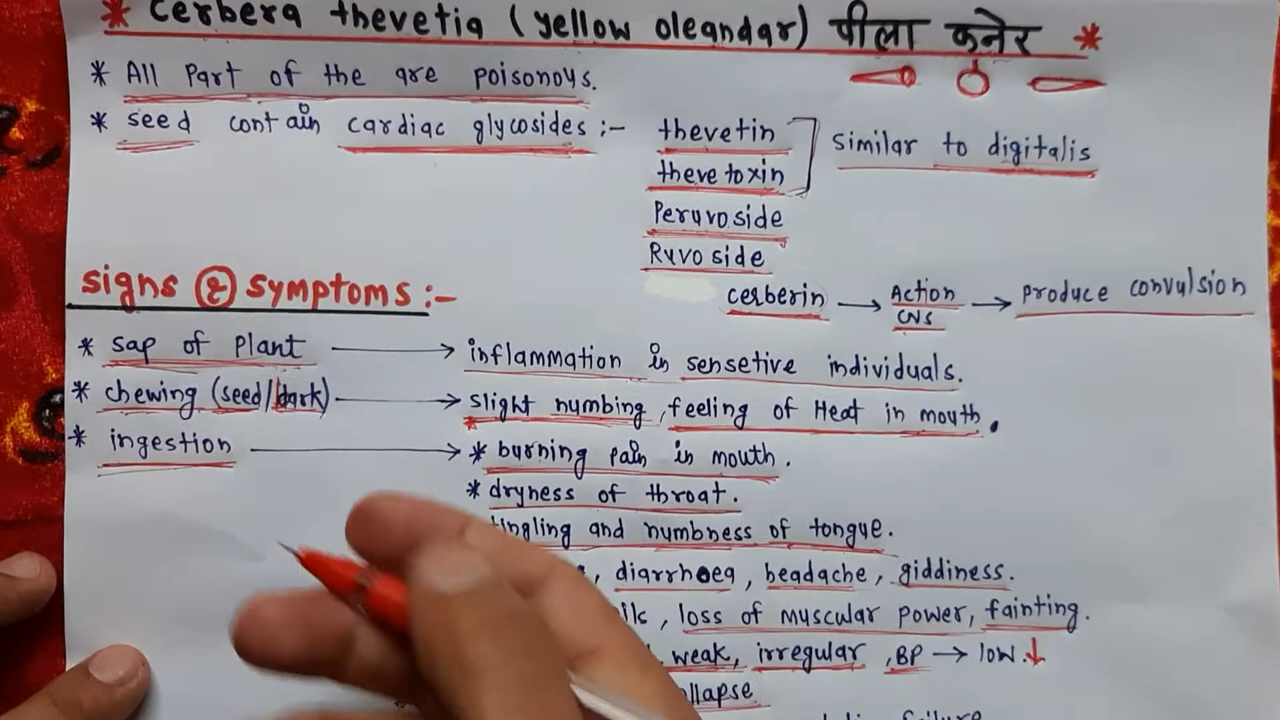 * Cerbera thevetia (yellow oleandar) पीला कनेर *
* All Part of the are poisonous.
* seed contain cardiac glycosides :- thevetin
thevetoxin
similar to digitalis
Peruvoside
Ruvoside
cerberin → Action CNS → Produce convulsion
signs & symptoms :-
* sap of Plant → inflammation in sensetive individuals.
* chewing (seed/bark) → slight numbing, feeling of Heat in mouth.
* ingestion → * burning pain in mouth.
* dryness of throat.
tingling and numbness of tongue.
, diarrhoea, headache, giddiness.
, loss of muscular power, fainting.
weak, irregular, BP → low ↓
failure